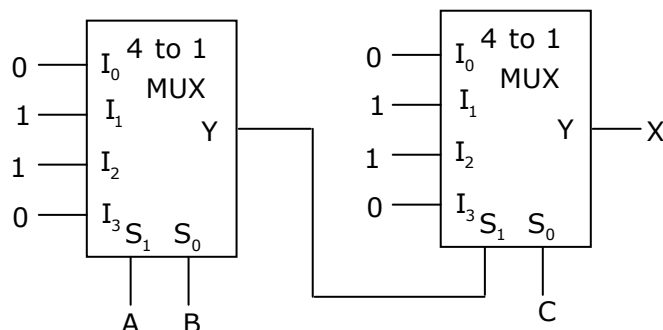 4 to 1
MUX
0 I₀
1 I₁
1 I₂
0 I₃
Y
S₁ S₀
A B
4 to 1
MUX
0 I₀
1 I₁
1 I₂
0 I₃
Y X
S₁ S₀
C